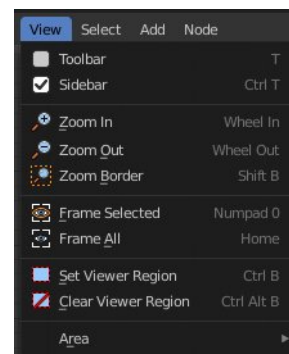 View Select Add Node
Toolbar T
Sidebar Ctrl T
Zoom In Wheel In
Zoom Out Wheel Out
Zoom Border Shift B
Frame Selected Numpad 0
Frame All Home
Set Viewer Region Ctrl B
Clear Viewer Region Ctrl Alt B
Area